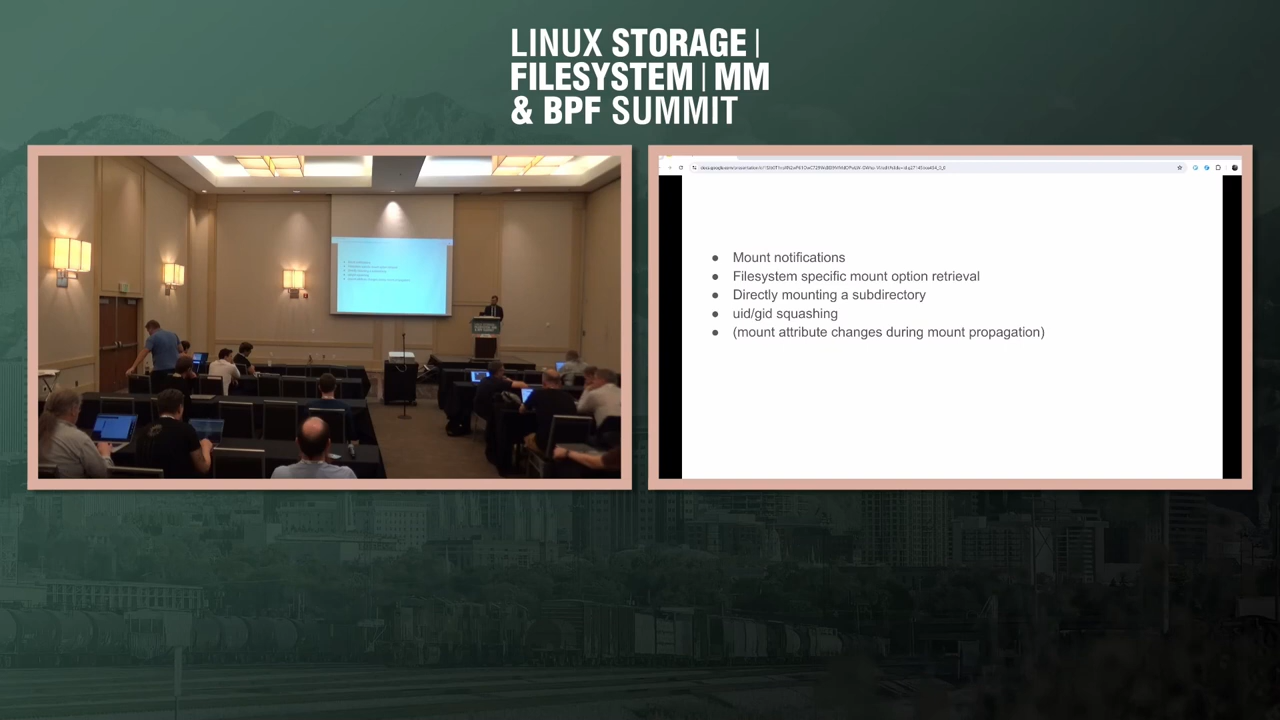 LINUX STORAGE |
FILESYSTEM | MM
& BPF SUMMIT
● Mount notifications
● Filesystem specific mount option retrieval
● Directly mounting a subdirectory
● uid/gid squashing
● (mount attribute changes during mount propagation)